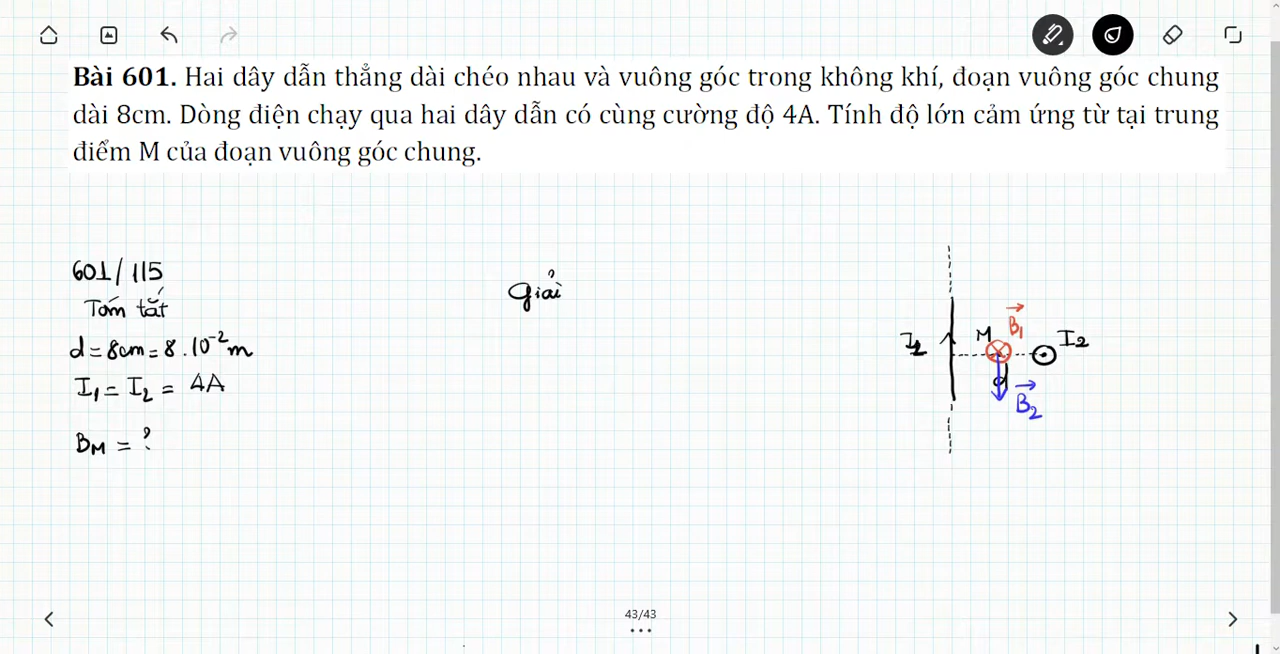 Bài 601. Hai dây dẫn thẳng dài chéo nhau và vuông góc trong không khí, đoạn vuông góc chung
dài 8cm. Dòng điện chạy qua hai dây dẫn có cùng cường độ 4A. Tính độ lớn cảm ứng từ tại trung
điểm M của đoạn vuông góc chung.
601/115
Tóm tắt
d = 8cm = 8 . 10⁻² m
I₁ = I₂ = 4A
B_M = ?
Giải
I₁
M
B₁
I₂
d
B₂
43/43